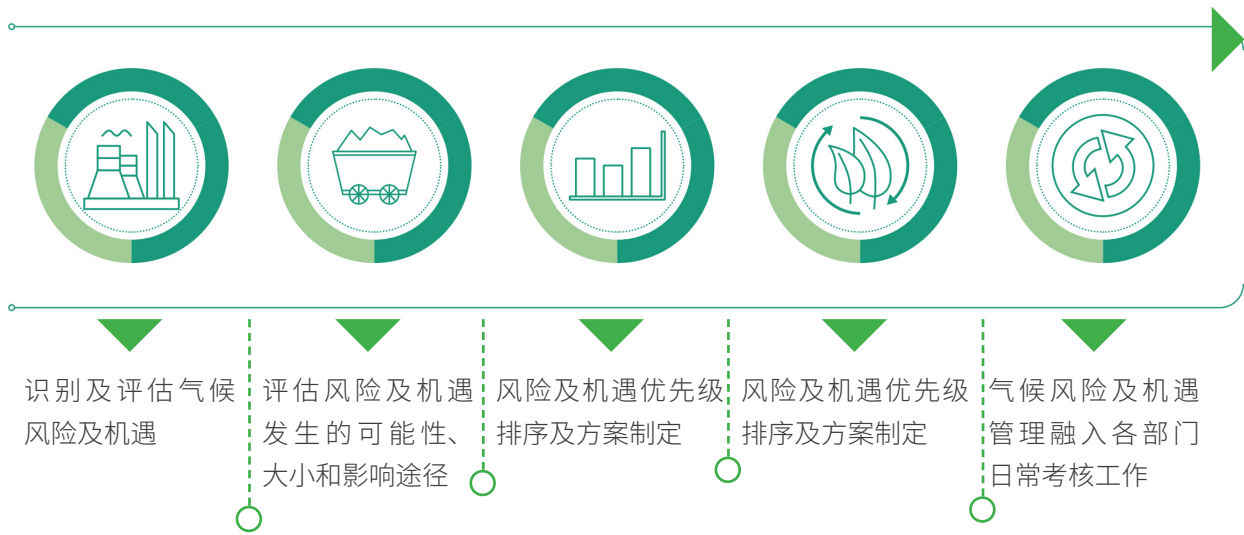 识别及评估气候
风险及机遇
评估风险及机遇
发生的可能性、
大小和影响途径
风险及机遇优先级
排序及方案制定
风险及机遇优先级
排序及方案制定
气候风险及机遇
管理融入各部门
日常考核工作